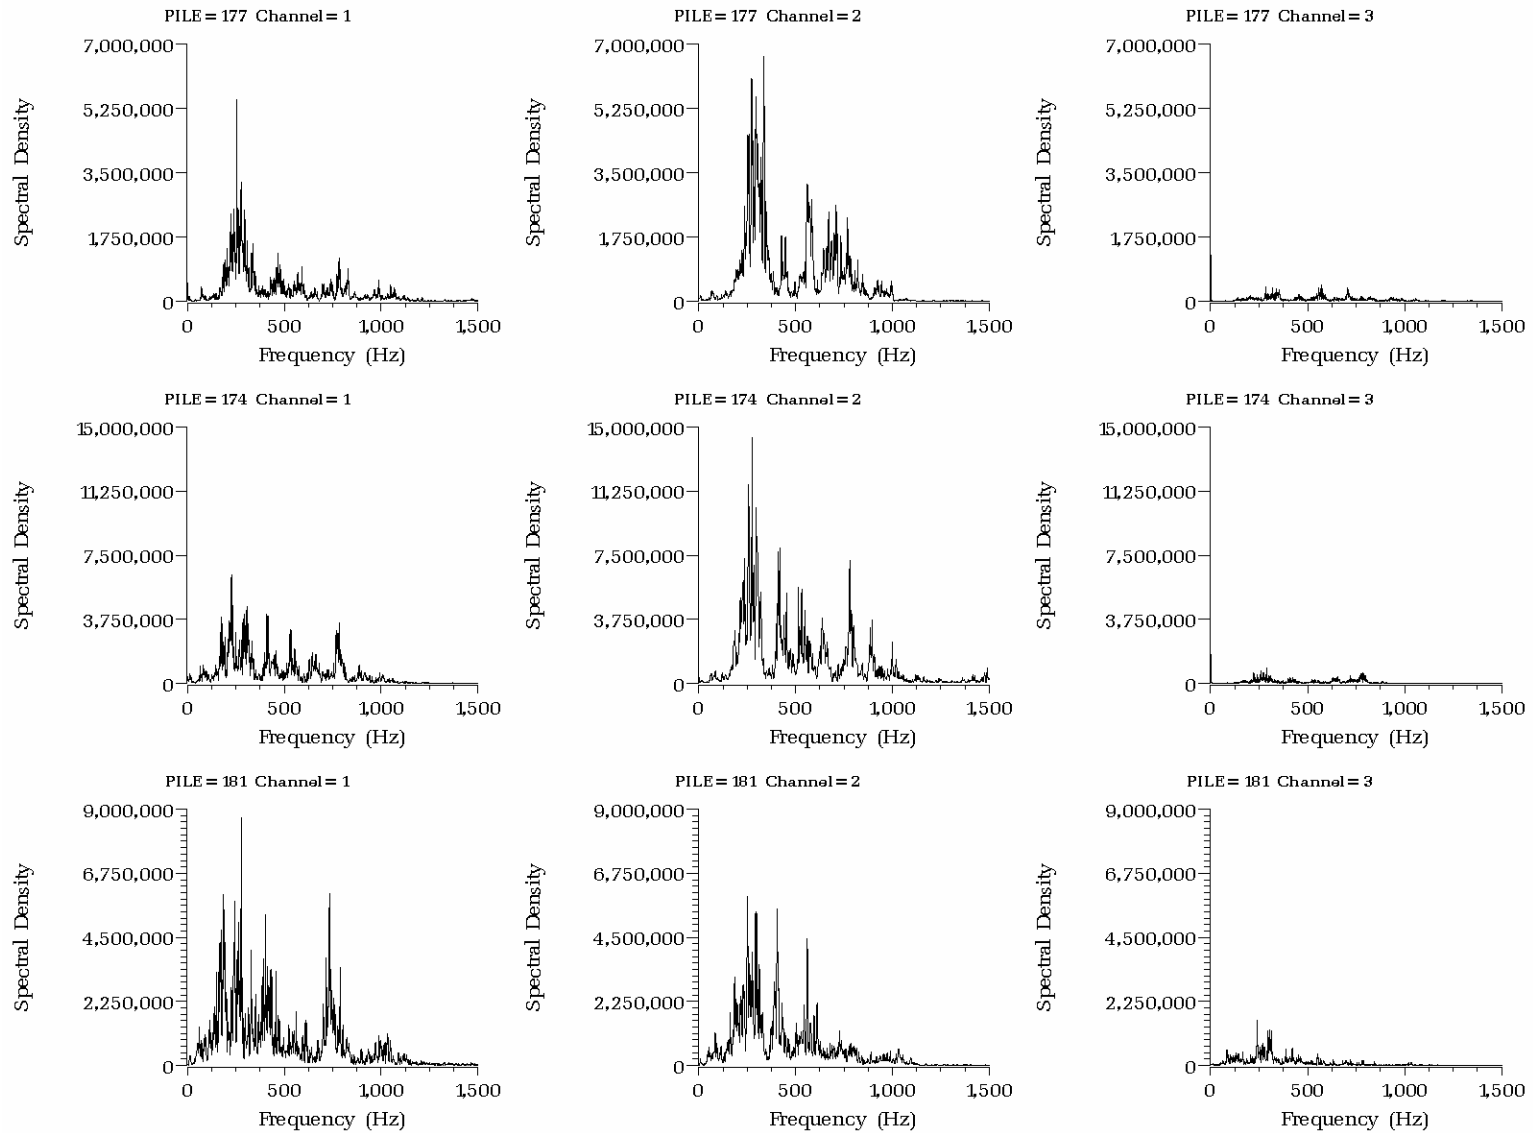 PILE=177 Channel=1
7,000,000
5,250,000
3,500,000
1,750,000
0
Spectral Density
0 500 1,000 1,500
Frequency (Hz)
PILE=177 Channel=2
7,000,000
5,250,000
3,500,000
1,750,000
0
Spectral Density
0 500 1,000 1,500
Frequency (Hz)
PILE=177 Channel=3
7,000,000
5,250,000
3,500,000
1,750,000
0
Spectral Density
0 500 1,000 1,500
Frequency (Hz)
PILE=174 Channel=1
15,000,000
11,250,000
7,500,000
3,750,000
0
Spectral Density
0 500 1,000 1,500
Frequency (Hz)
PILE=174 Channel=2
15,000,000
11,250,000
7,500,000
3,750,000
0
Spectral Density
0 500 1,000 1,500
Frequency (Hz)
PILE=174 Channel=3
15,000,000
11,250,000
7,500,000
3,750,000
0
Spectral Density
0 500 1,000 1,500
Frequency (Hz)
PILE=181 Channel=1
9,000,000
6,750,000
4,500,000
2,250,000
0
Spectral Density
0 500 1,000 1,500
Frequency (Hz)
PILE=181 Channel=2
9,000,000
6,750,000
4,500,000
2,250,000
0
Spectral Density
0 500 1,000 1,500
Frequency (Hz)
PILE=181 Channel=3
9,000,000
6,750,000
4,500,000
2,250,000
0
Spectral Density
0 500 1,000 1,500
Frequency (Hz)